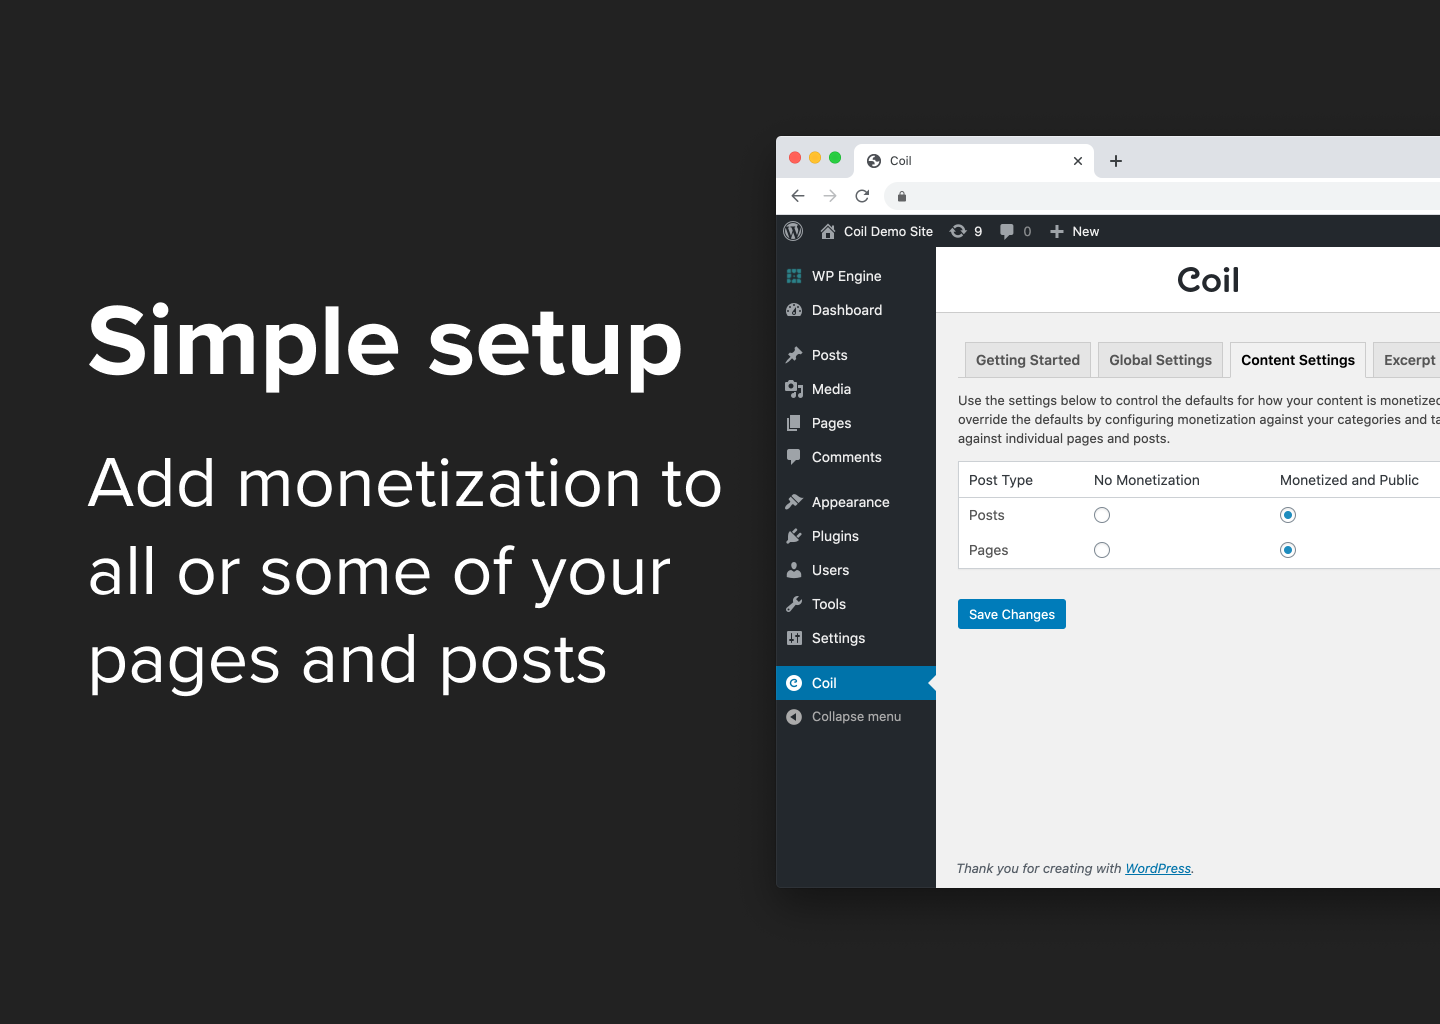 Simple setup
Add monetization to
all or some of your
pages and posts
Coil
Coil Demo Site 9 0 New
WP Engine
Dashboard
Posts
Media
Pages
Comments
Appearance
Plugins
Users
Tools
Settings
Coil
Collapse menu
Coil
Getting Started Global Settings Content Settings Excerpt
Use the settings below to control the defaults for how your content is monetized
override the defaults by configuring monetization against your categories and ta
against individual pages and posts.
Post Type No Monetization Monetized and Public
Posts
Pages
Save Changes
Thank you for creating with WordPress.